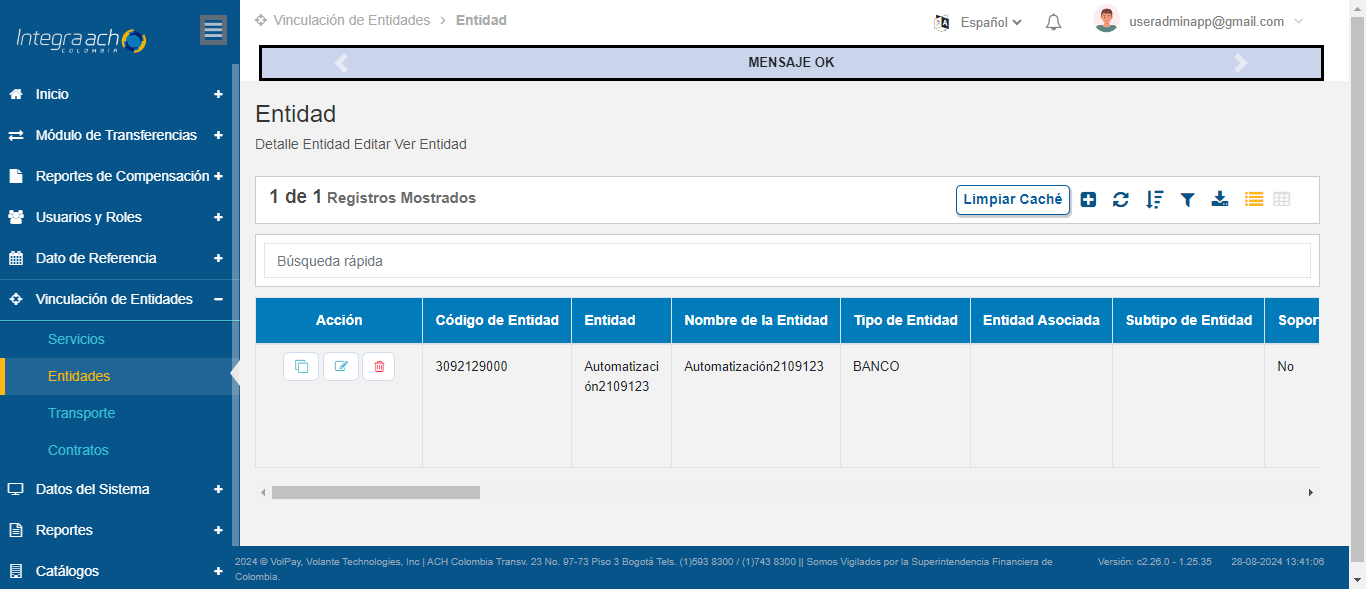 Integra ach
COLOMBIA
Vinculación de Entidades > Entidad
Español
useradminapp@gmail.com
MENSAJE OK
Inicio +
Módulo de Transferencias +
Reportes de Compensación +
Usuarios y Roles +
Dato de Referencia +
Vinculación de Entidades −
Servicios
Entidades
Transporte
Contratos
Datos del Sistema +
Reportes +
Catálogos +
Entidad
Detalle Entidad Editar Ver Entidad
1 de 1 Registros Mostrados
Limpiar Caché
Búsqueda rápida
Acción Código de Entidad Entidad Nombre de la Entidad Tipo de Entidad Entidad Asociada Subtipo de Entidad Sopor
3092129000 Automatizaci Automatización2109123 BANCO No
ón2109123
2024 © VolPay, Volante Technologies, Inc | ACH Colombia Transv. 23 No. 97-73 Piso 3 Bogotá Tels. (1)593 8300 / (1)743 8300 || Somos Vigilados por la Superintendencia Financiera de
Colombia.
Versión: c2.26.0 - 1.25.35 28-08-2024 13:41:06